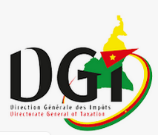 DGI
Direction Générale des Impôts
Directorate General of Taxation